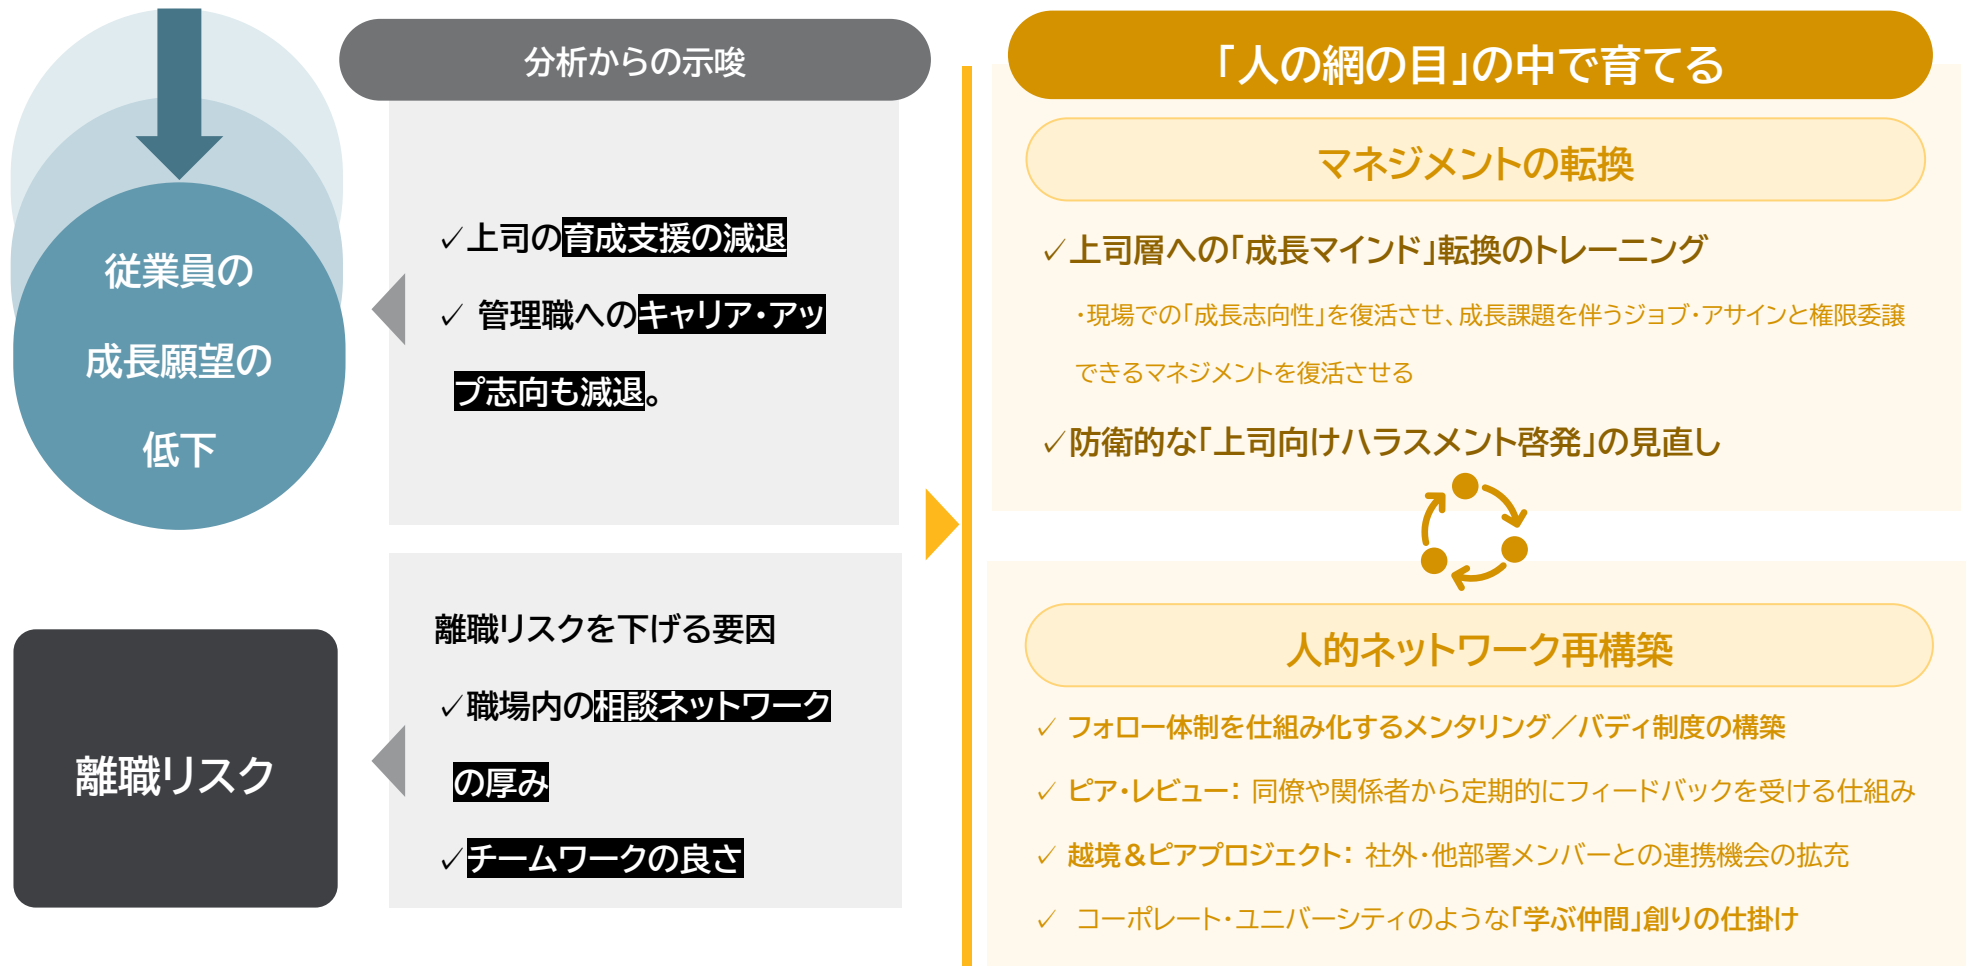 従業員の
成長願望の
低下
離職リスク
分析からの示唆
✓上司の育成支援の減退
✓ 管理職へのキャリア・アッ
プ志向も減退。
離職リスクを下げる要因
✓職場内の相談ネットワーク
の厚み
✓チームワークの良さ
「人の網の目」の中で育てる
マネジメントの転換
✓上司層への「成長マインド」転換のトレーニング
・現場での「成長志向性」を復活させ、成長課題を伴うジョブ・アサインと権限委譲
できるマネジメントを復活させる
✓防衛的な「上司向けハラスメント啓発」の見直し
人的ネットワーク再構築
✓ フォロー体制を仕組み化するメンタリング／バディ制度の構築
✓ ピア・レビュー： 同僚や関係者から定期的にフィードバックを受ける仕組み
✓ 越境＆ピアプロジェクト： 社外・他部署メンバーとの連携機会の拡充
✓ コーポレート・ユニバーシティのような「学ぶ仲間」創りの仕掛け